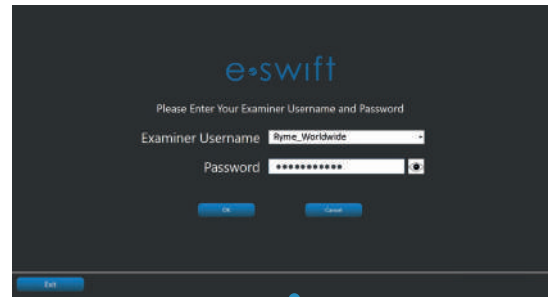 e•swift
Please Enter Your Examiner Username and Password
Examiner Username Ryme_Worldwide
Password ●●●●●●●●●●●
OK Cancel
Exit